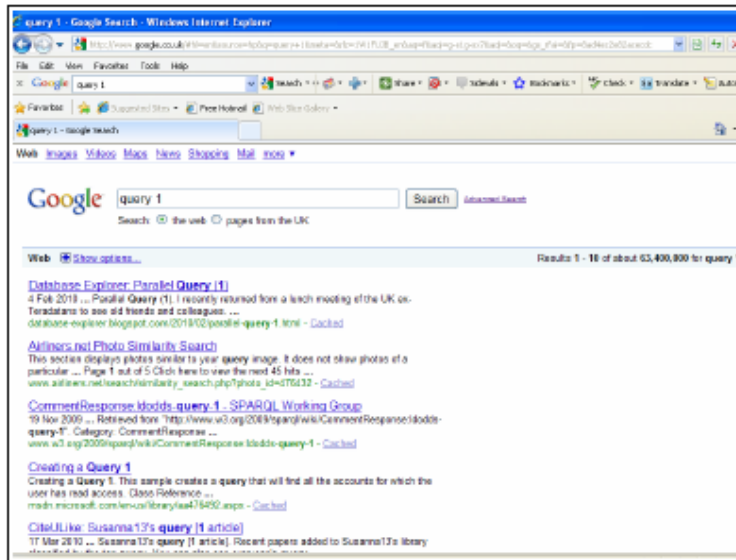 query 1 - Google Search - Windows Internet Explorer
File Edit View Favorites Tools Help
Google query 1 Search Share Sidewiki Bookmarks Check Translate
Favorites Suggested Sites Free Hotmail Web Slice Gallery
query 1 - Google Search
Web Images Videos Maps News Shopping Mail more
Google query 1 Search Advanced Search
Search: the web pages from the UK
Web Show options... Results 1 - 10 of about 63,400,000 for query
Database Explorer: Parallel Query (1)
4 Feb 2010 ... Parallel Query (1). I recently returned from a lunch meeting of the UK ex-
Teradatans to see old friends and colleagues. ...
database-explorer.blogspot.com/2010/02/parallel-query-1.html - Cached
Airliners.net Photo Similarity Search
This section displays photos similar to your query image. It does not show photos of a
particular ... Page 1 out of 5 Click here to view the next 45 hits ...
www.airliners.net/search/similarity_search.php?photo_id=476432 - Cached
CommentResponse:ldodds-query-1 - SPARQL Working Group
19 Nov 2009 ... Retrieved from "http://www.w3.org/2009/sparql/wiki/CommentResponse:ldodds-
query-1". Category: CommentResponse ...
www.w3.org/2009/sparql/wiki/CommentResponse:ldodds-query-1 - Cached
Creating a Query 1
Creating a Query 1. This sample creates a query that will find all the accounts for which the
user has read access. Class Reference ...
msdn.microsoft.com/en-us/library/aa476492.aspx - Cached
CiteULike: Susanna13's query [1 article]
17 Mar 2010 ... Susanna13's query [1 article]. Recent papers added to Susanna13's library